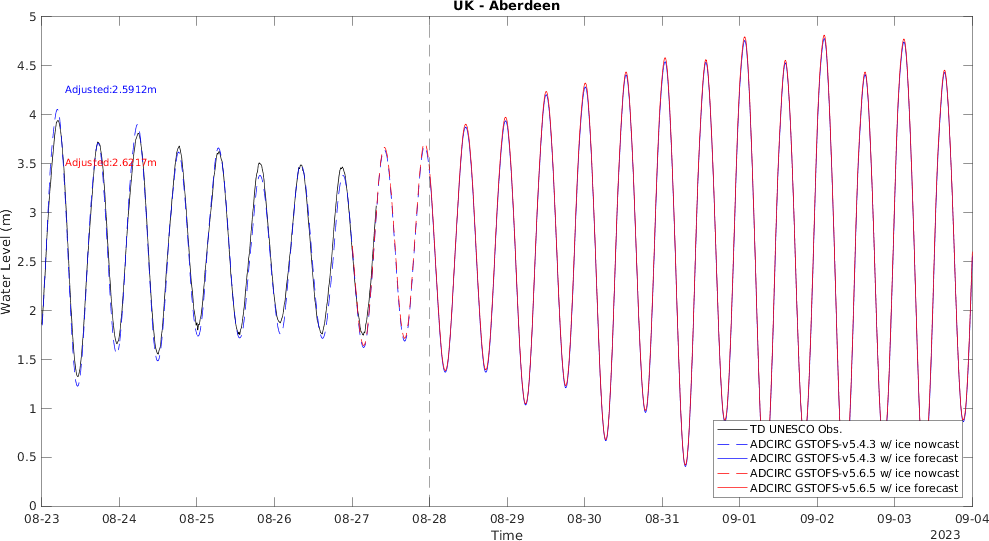 UK - Aberdeen
5
4.5
4
3.5
3
2.5
2
1.5
1
0.5
0
Water Level (m)
Adjusted:2.5912m
Adjusted:2.6217m
TD UNESCO Obs.
ADCIRC GSTOFS-v5.4.3 w/ ice nowcast
ADCIRC GSTOFS-v5.4.3 w/ ice forecast
ADCIRC GSTOFS-v5.6.5 w/ ice nowcast
ADCIRC GSTOFS-v5.6.5 w/ ice forecast
08-23 08-24 08-25 08-26 08-27 08-28 08-29 08-30 08-31 09-01 09-02 09-03 09-04
Time
2023